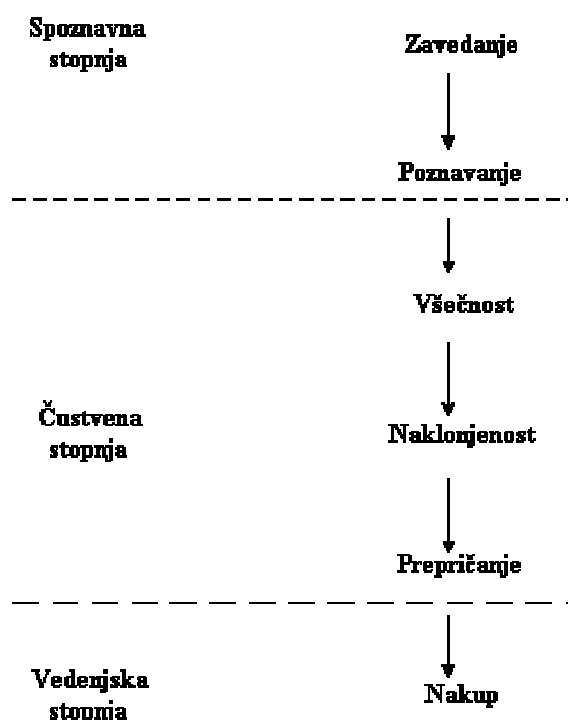 Spoznavna
stopnja
Zavedanje
Poznavanje
Všečnost
Čustvena
stopnja
Naklonjenost
Prepričanje
Vedenjska
stopnja
Nakup